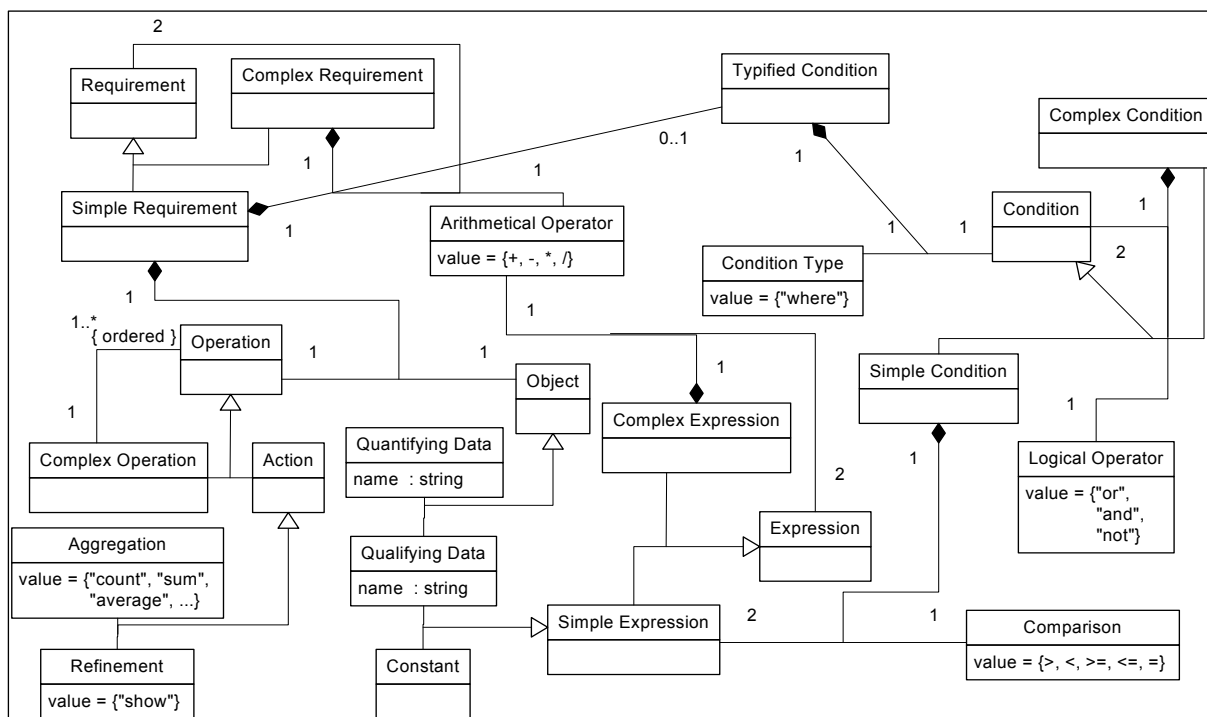 2
Requirement
Complex Requirement
Typified Condition
Complex Condition
0..1
1
1
1
1
Simple Requirement
1
Arithmetical Operator
value = {+, -, *, /}
1
1
Condition
2
Condition Type
value = {"where"}
1
1..*
{ ordered }
Operation
1
1
Object
1
1
Simple Condition
1
Complex Expression
1
1
Complex Operation
Action
Quantifying Data
name : string
1
Logical Operator
value = {"or",
"and",
"not"}
2
Expression
Aggregation
value = {"count", "sum",
"average", ...}
Qualifying Data
name : string
Simple Expression
2
1
Comparison
value = {>, <, >=, <=, =}
Refinement
value = {"show"}
Constant